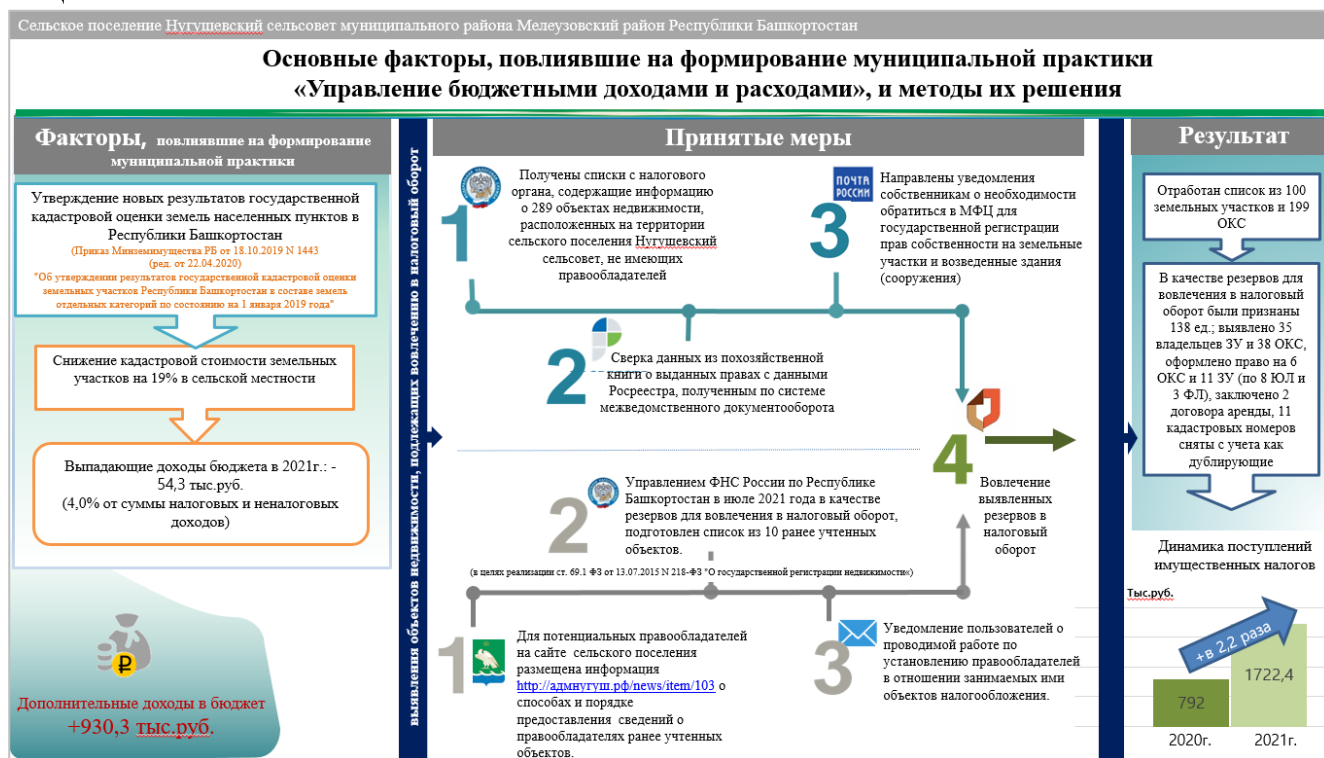 Сельское поселение Нугушевский сельсовет муниципального района Мелеузовский район Республики Башкортостан
Основные факторы, повлиявшие на формирование муниципальной практики
«Управление бюджетными доходами и расходами», и методы их решения
Факторы, повлиявшие на формирование
муниципальной практики
Утверждение новых результатов государственной
кадастровой оценки земель населенных пунктов в
Республики Башкортостан
(Приказ Минземимущества РБ от 18.10.2019 N 1443
(ред. от 22.04.2020)
"Об утверждении результатов государственной кадастровой оценки
земельных участков Республики Башкортостан в составе земель
отдельных категорий по состоянию на 1 января 2019 года"
Снижение кадастровой стоимости земельных
участков на 19% в сельской местности
Выпадающие доходы бюджета в 2021г.: -
54,3 тыс.руб.
(4,0% от суммы налоговых и неналоговых
доходов)
Дополнительные доходы в бюджет
+930,3 тыс.руб.
выявления объектов недвижимости, подлежащих вовлечению в налоговый оборот
Принятые меры
1
Получены списки с налогового
органа, содержащие информацию
о 289 объектах недвижимости,
расположенных на территории
сельского поселения Нугушевский
сельсовет, не имеющих
правообладателей
ПОЧТА
РОССИИ
3
Направлены уведомления
собственникам о необходимости
обратиться в МФЦ для
государственной регистрации
прав собственности на земельные
участки и возведенные здания
(сооружения)
2
Сверка данных из похозяйственной
книги о выданных правах с данными
Росреестра, полученным по системе
межведомственного документооборота
4
Вовлечение
выявленных
резервов в
налоговый
оборот
2
Управлением ФНС России по Республике
Башкортостан в июле 2021 года в качестве
резервов для вовлечения в налоговый оборот,
подготовлен список из 10 ранее учтенных
объектов.
(в целях реализации ст. 69.1 ФЗ от 13.07.2015 N 218-ФЗ "О государственной регистрации недвижимости«)
1
Для потенциальных правообладателей
на сайте сельского поселения
размещена информация
http://адмнугуш.рф/news/item/103 о
способах и порядке
предоставления сведений о
правообладателях ранее учтенных
объектов.
3
Уведомление пользователей о
проводимой работе по
установлению правообладателей
в отношении занимаемых ими
объектов налогообложения.
Результат
Отработан список из 100
земельных участков и 199
ОКС
В качестве резервов для
вовлечения в налоговый
оборот были признаны
138 ед.; выявлено 35
владельцев ЗУ и 38 ОКС,
оформлено право на 6
ОКС и 11 ЗУ (по 8 ЮЛ и
3 ФЛ), заключено 2
договора аренды, 11
кадастровых номеров
сняты с учета как
дублирующие
Динамика поступлений
имущественных налогов
Тыс.руб.
+в 2,2 раза
792
1722,4
2020г.
2021г.